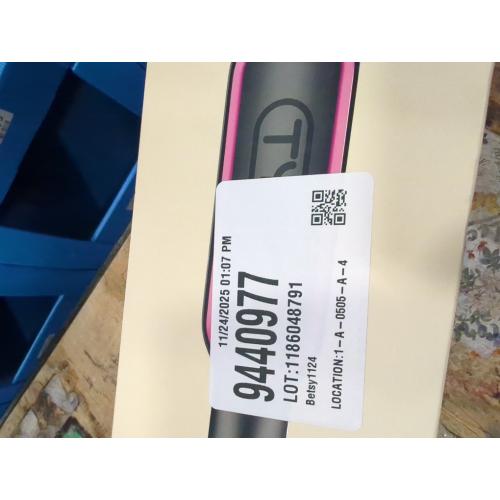 11/24/2025 01:07 PM
9440977
LOT:1186048791
Betsy1124
LOCATION:1-A-0505-A-4